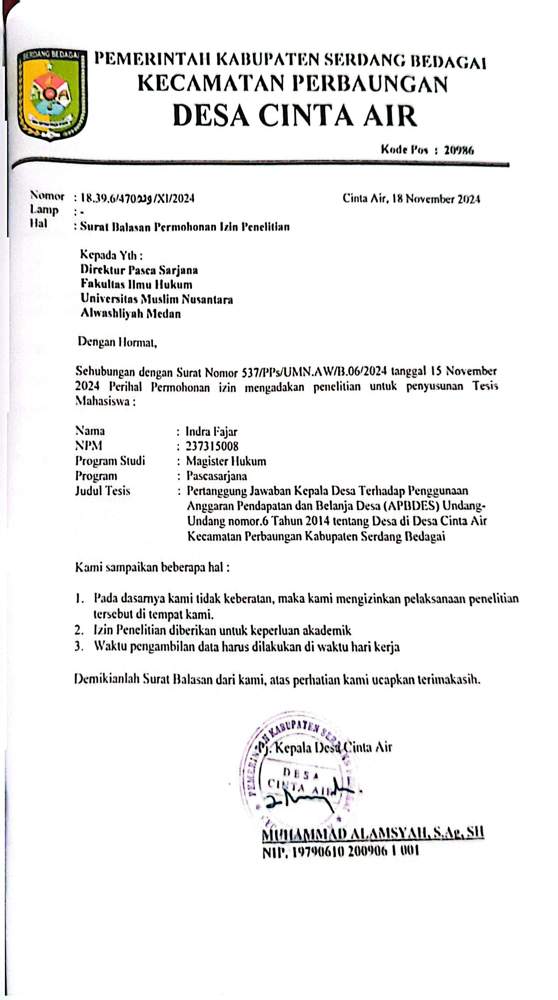 SERDANG BEDAGAI
PEMERINTAH KABUPATEN SERDANG BEDAGAI
KECAMATAN PERBAUNGAN
DESA CINTA AIR
Kode Pos : 20986
Nomor : 18.39.6/470/229/XI/2024 Cinta Air, 18 November 2024
Lamp : -
Hal : Surat Balasan Permohonan Izin Penelitian
Kepada Yth :
Direktur Pasca Sarjana
Fakultas Ilmu Hukum
Universitas Muslim Nusantara
Alwashliyah Medan
Dengan Hormat,
Sehubungan dengan Surat Nomor 537/PPs/UMN.AW/B.06/2024 tanggal 15 November
2024 Perihal Permohonan izin mengadakan penelitian untuk penyusunan Tesis
Mahasiswa :
Nama : Indra Fajar
NPM : 237315008
Program Studi : Magister Hukum
Program : Pascasarjana
Judul Tesis : Pertanggung Jawaban Kepala Desa Terhadap Penggunaan
Anggaran Pendapatan dan Belanja Desa (APBDES) Undang-
Undang nomor.6 Tahun 2014 tentang Desa di Desa Cinta Air
Kecamatan Perbaungan Kabupaten Serdang Bedagai
Kami sampaikan beberapa hal :
1. Pada dasarnya kami tidak keberatan, maka kami mengizinkan pelaksanaan penelitian
tersebut di tempat kami.
2. Izin Penelitian diberikan untuk keperluan akademik
3. Waktu pengambilan data harus dilakukan di waktu hari kerja
Demikianlah Surat Balasan dari kami, atas perhatian kami ucapkan terimakasih.
Pj. Kepala Desa Cinta Air
PEMERINTAH KABUPATEN
DESA
CINTA AIR
MUHAMMAD ALAMSYAH, S.Ag, SH
NIP. 19790610 200906 1 001